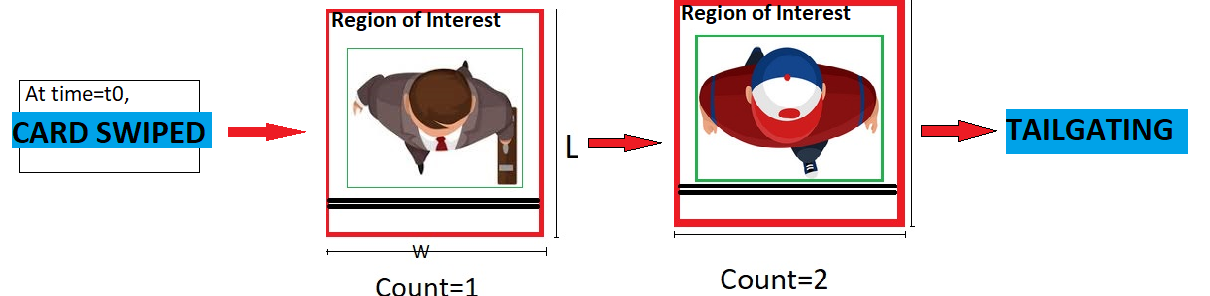 At time=t0,
CARD SWIPED
Region of Interest
W
Count=1
L
Region of Interest
Count=2
TAILGATING